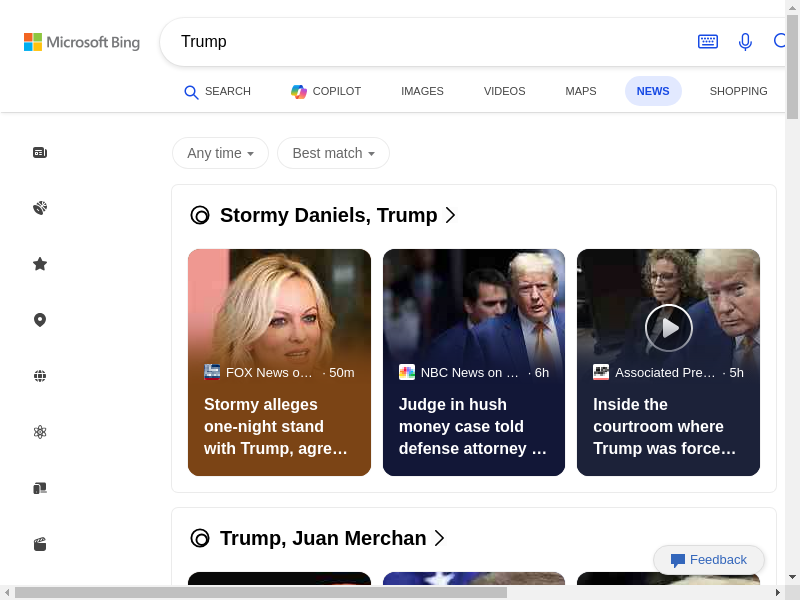 Microsoft Bing
Trump
SEARCH
COPILOT
IMAGES
VIDEOS
MAPS
NEWS
SHOPPING
Any time
Best match
Stormy Daniels, Trump
FOX News o... · 50m
Stormy alleges
one-night stand
with Trump, agre...
NBC News on ... · 6h
Judge in hush
money case told
defense attorney ...
Associated Pre... · 5h
Inside the
courtroom where
Trump was force...
Trump, Juan Merchan
Feedback